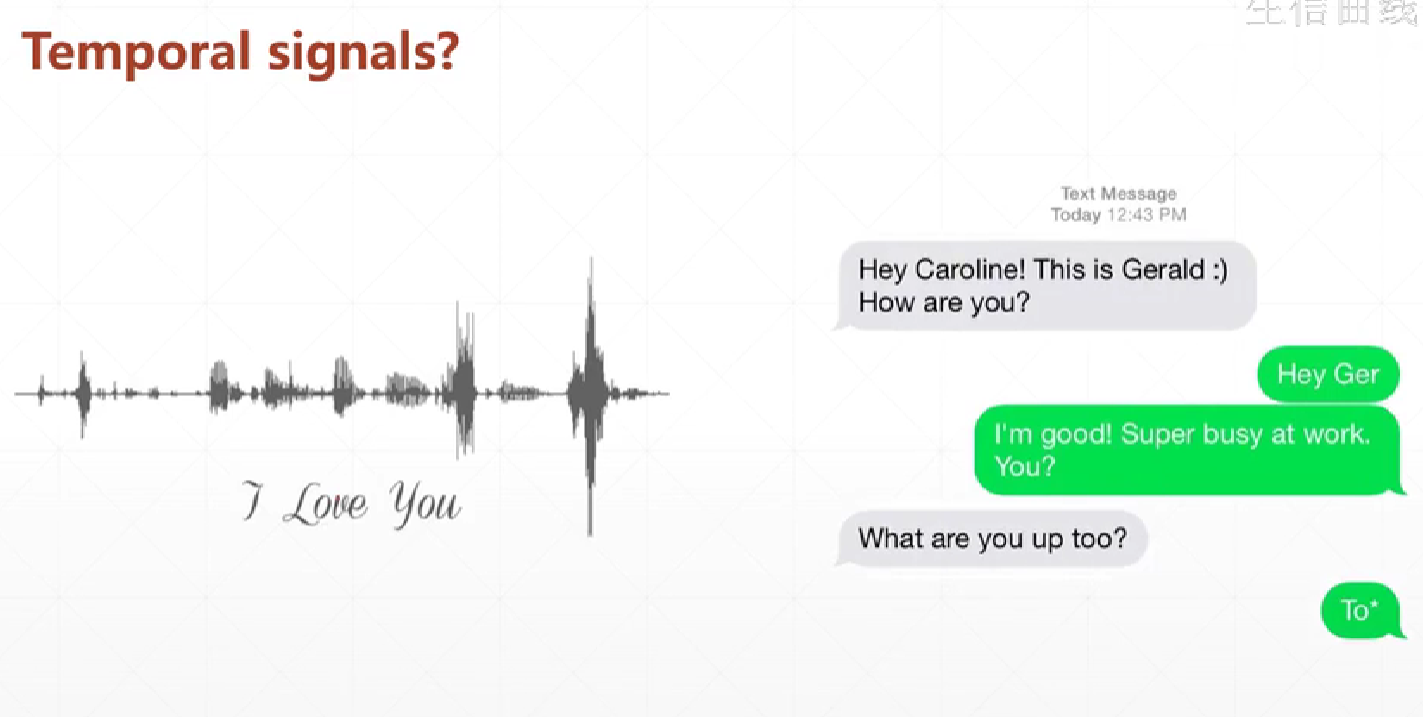 生信曲线
Temporal signals?
Text Message
Today 12:43 PM
Hey Caroline! This is Gerald :)
How are you?
Hey Ger
I'm good! Super busy at work.
You?
What are you up too?
To*
I Love You